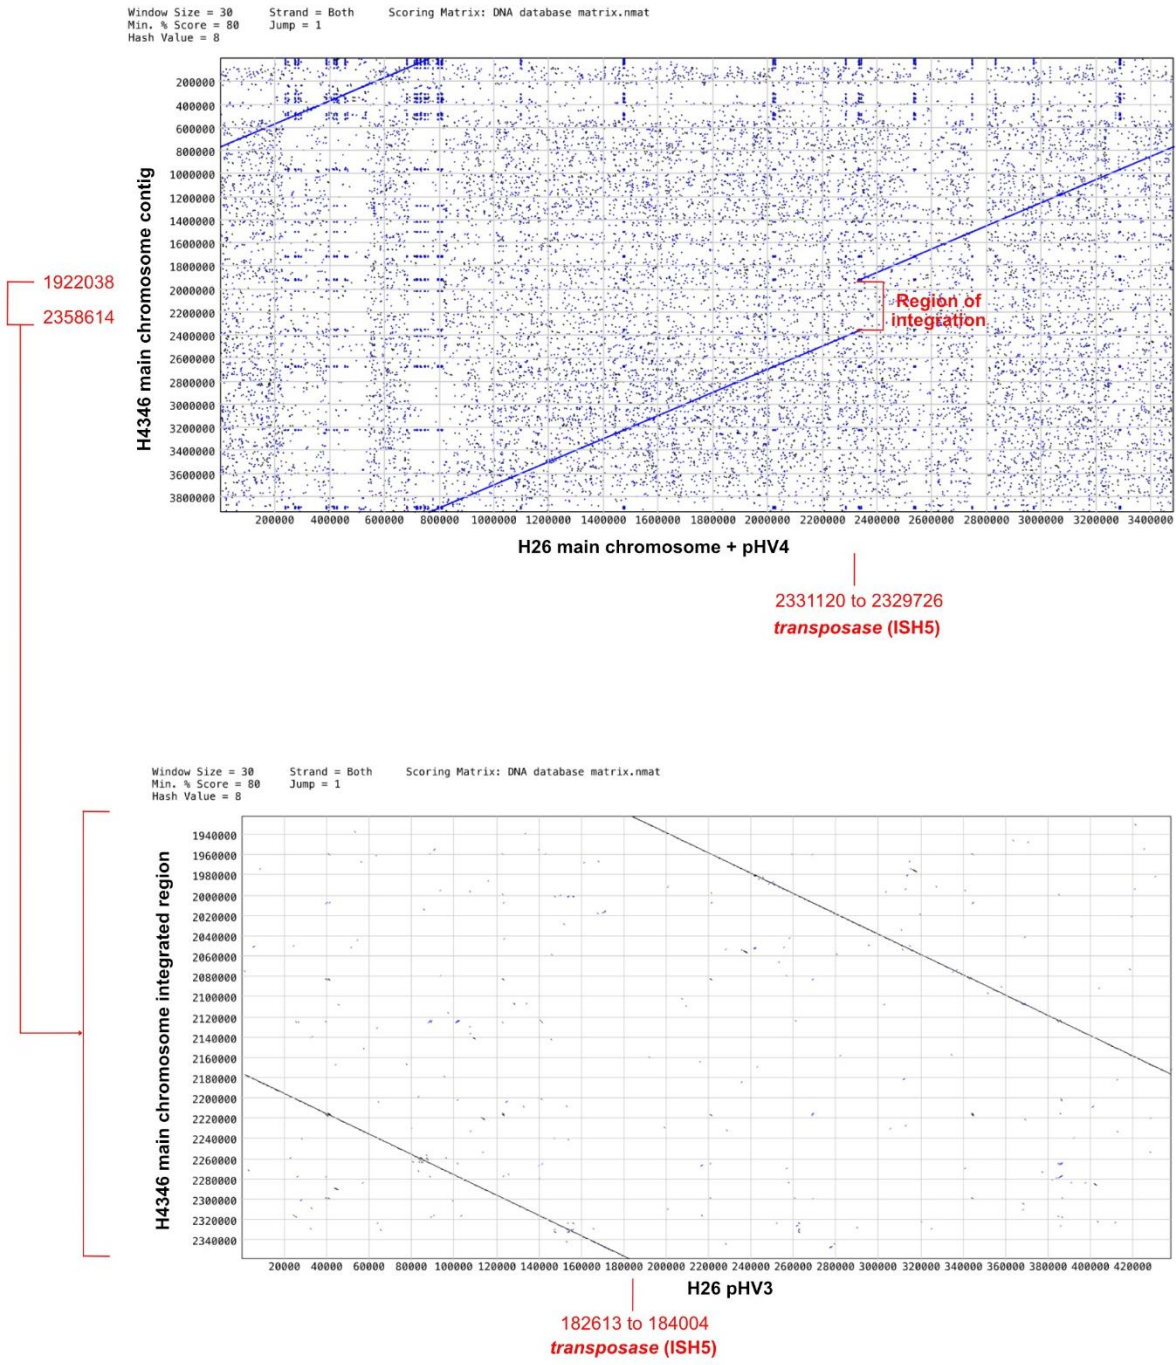 Window Size = 30 Strand = Both Scoring Matrix: DNA database matrix.nmat
Min. % Score = 80 Jump = 1
Hash Value = 8
200000
400000
600000
800000
1000000
1200000
1400000
1600000
1800000
2000000
2200000
2400000
2600000
2800000
3000000
3200000
3400000
3600000
3800000
H4346 main chromosome contig
1922038
2358614
Region of
integration
200000 400000 600000 800000 1000000 1200000 1400000 1600000 1800000 2000000 2200000 2400000 2600000 2800000 3000000 3200000 3400000
H26 main chromosome + pHV4
2331120 to 2329726
transposase (ISH5)
Window Size = 30 Strand = Both Scoring Matrix: DNA database matrix.nmat
Min. % Score = 80 Jump = 1
Hash Value = 8
1940000
1960000
1980000
2000000
2020000
2040000
2060000
2080000
2100000
2120000
2140000
2160000
2180000
2200000
2220000
2240000
2260000
2280000
2300000
2320000
2340000
H4346 main chromosome integrated region
20000 40000 60000 80000 100000 120000 140000 160000 180000 200000 220000 240000 260000 280000 300000 320000 340000 360000 380000 400000 420000
H26 pHV3
182613 to 184004
transposase (ISH5)